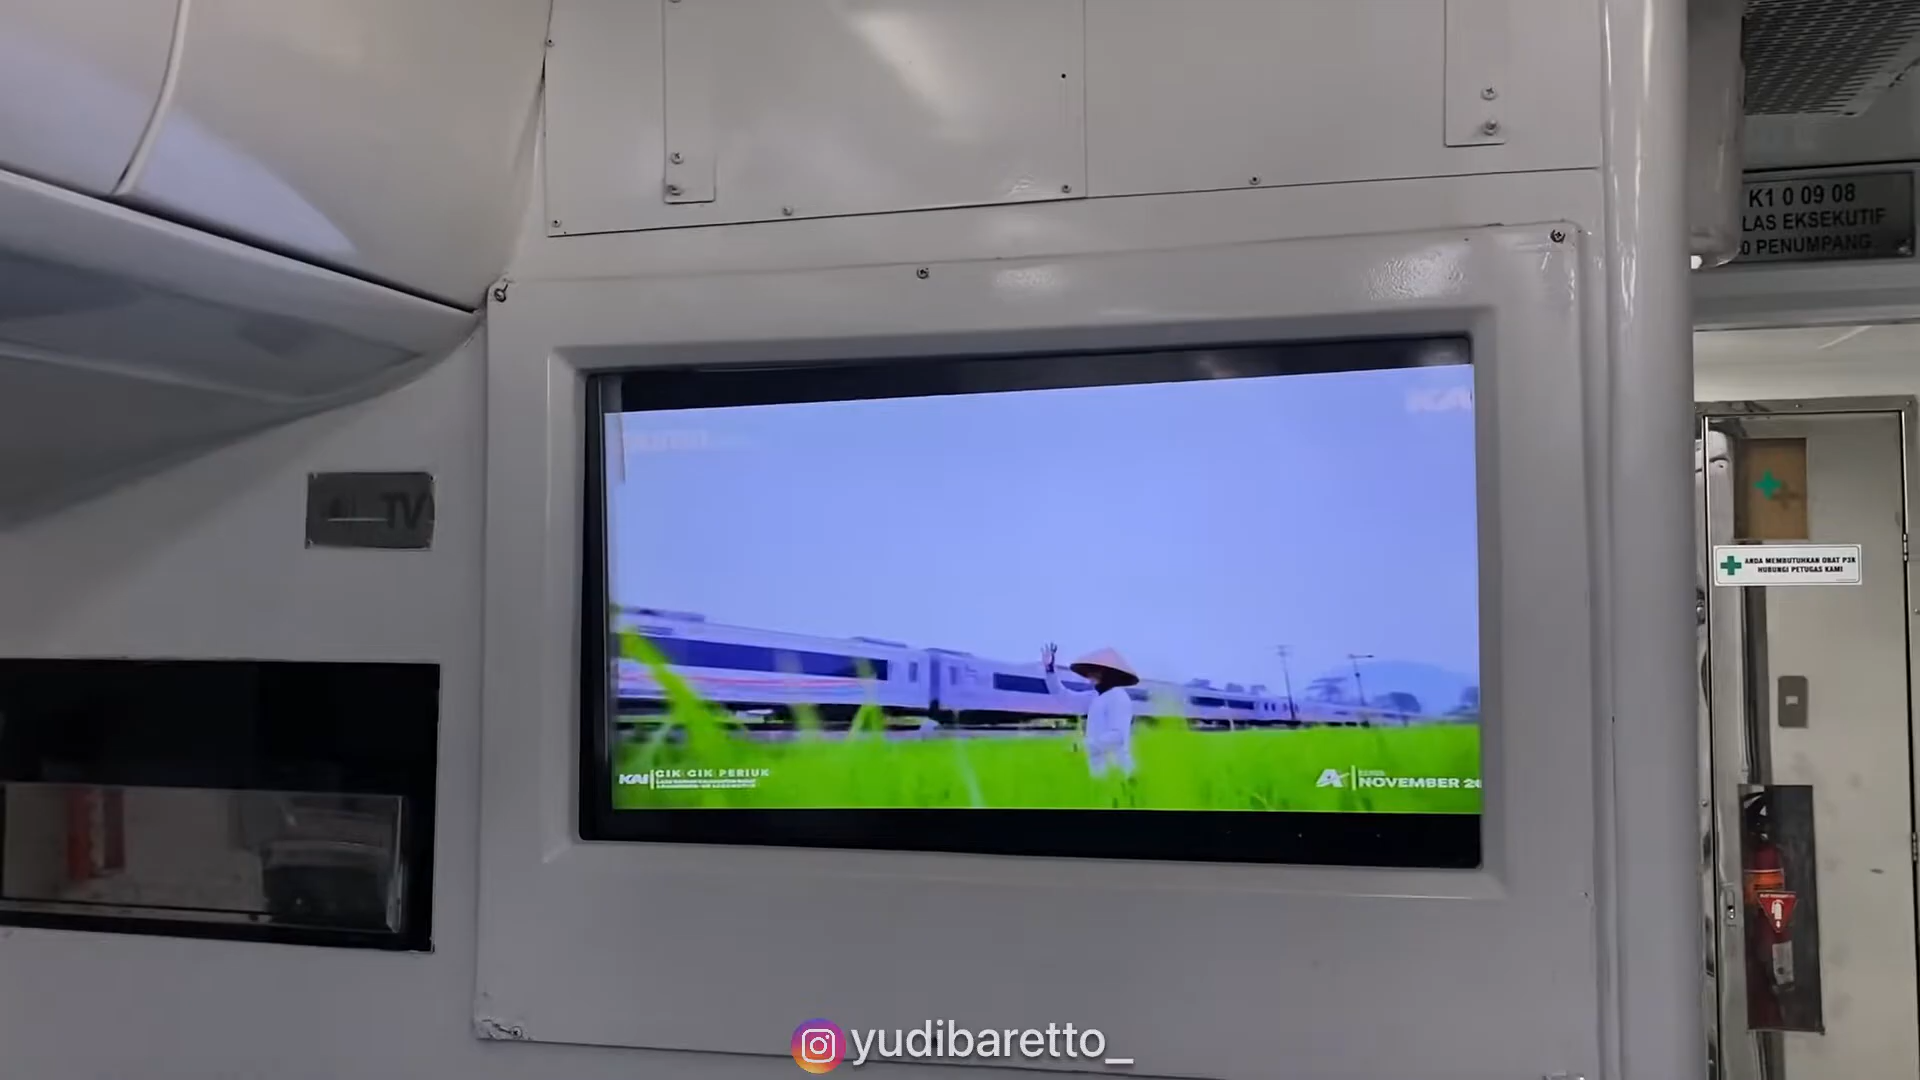 K1 0 09 08
LAS EKSEKUTIF
0 PENUMPANG
KAI
TV
ANDA MEMBUTUHKAN OBAT P3K
HUBUNGI PETUGAS KAMI
KAI
CIK CIK PERIUK
NOVEMBER 20
yudibaretto_